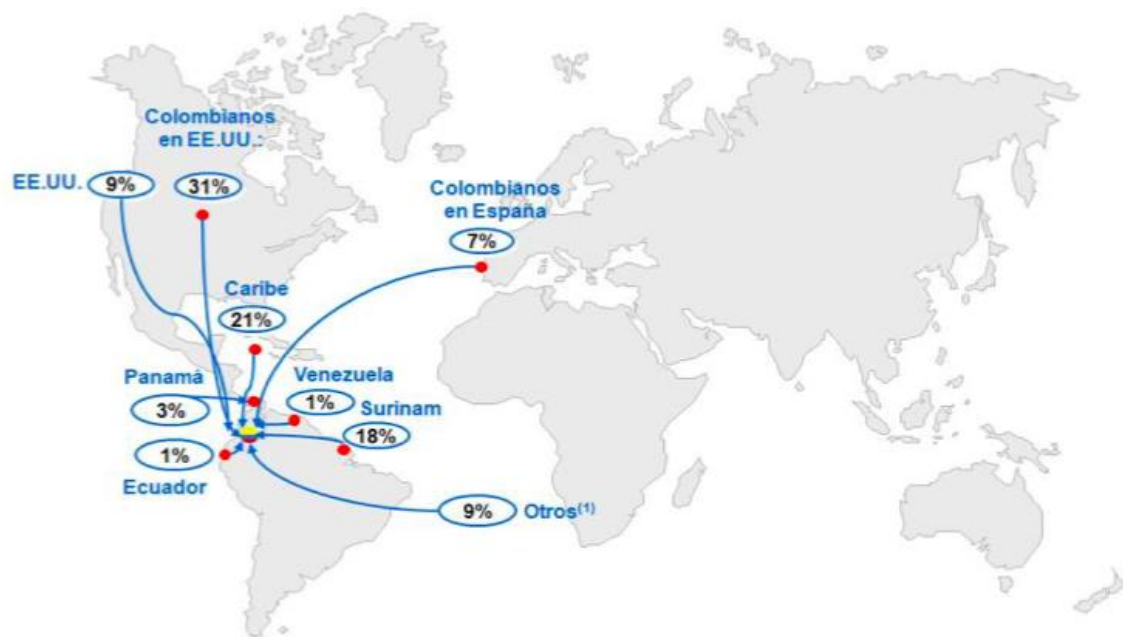 Colombianos
en EE.UU.:
EE.UU. 9%
31%
Colombianos
en España
7%
Caribe
21%
Panamá
3%
Venezuela
1%
Surinam
18%
1%
Ecuador
9% Otros(1)